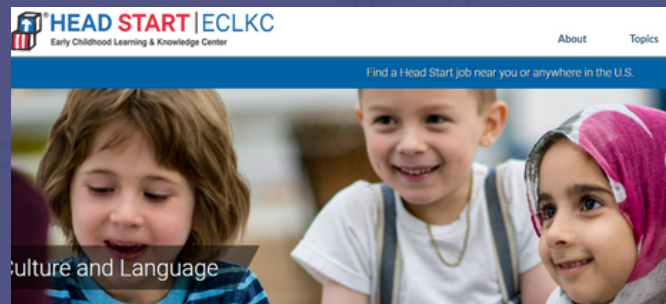 HEAD START | ECLKC
Early Childhood Learning & Knowledge Center
About Topics
Find a Head Start job near you or anywhere in the U.S.
Culture and Language